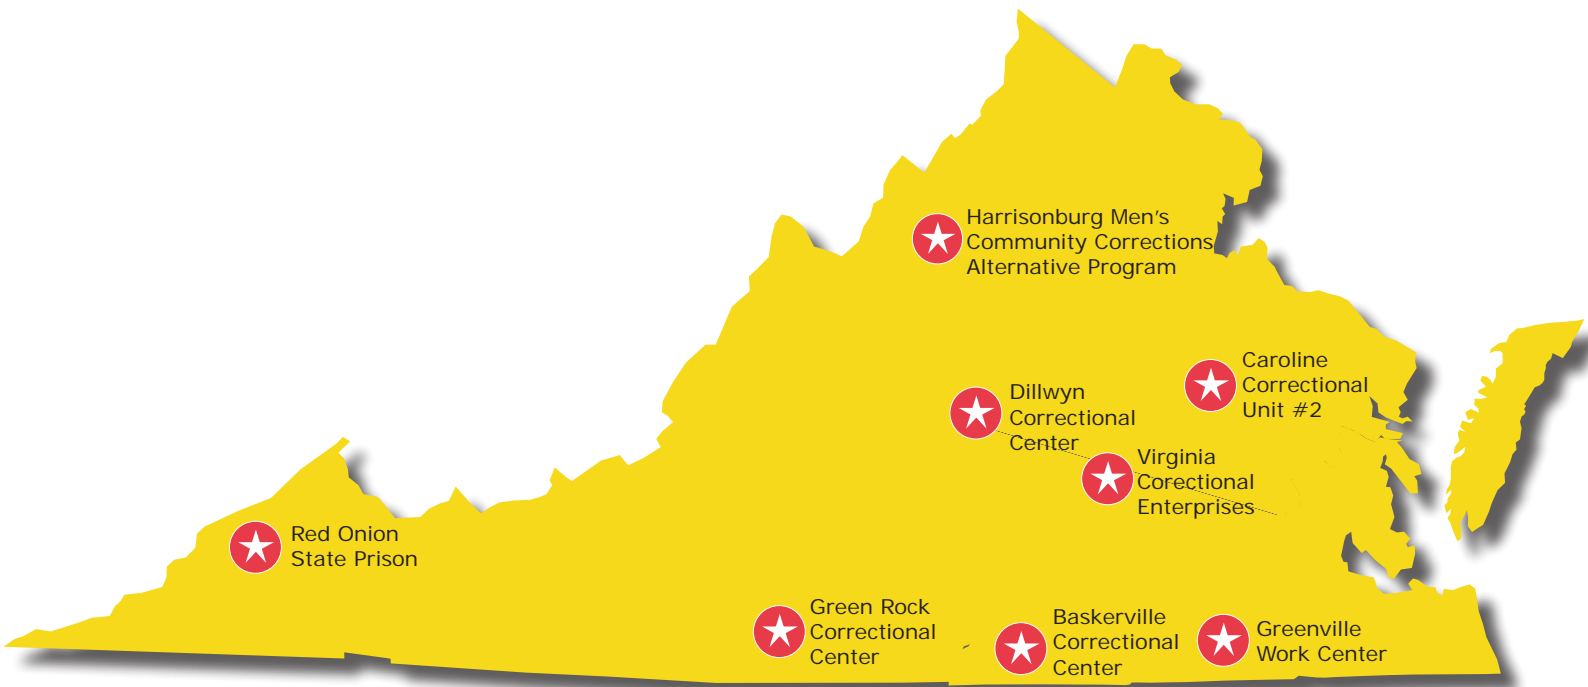 Harrisonburg Men's
Community Corrections
Alternative Program
Caroline
Correctional
Unit #2
Dillwyn
Correctional
Center
Virginia
Corectional
Enterprises
Red Onion
State Prison
Green Rock
Correctional
Center
Baskerville
Correctional
Center
Greenville
Work Center